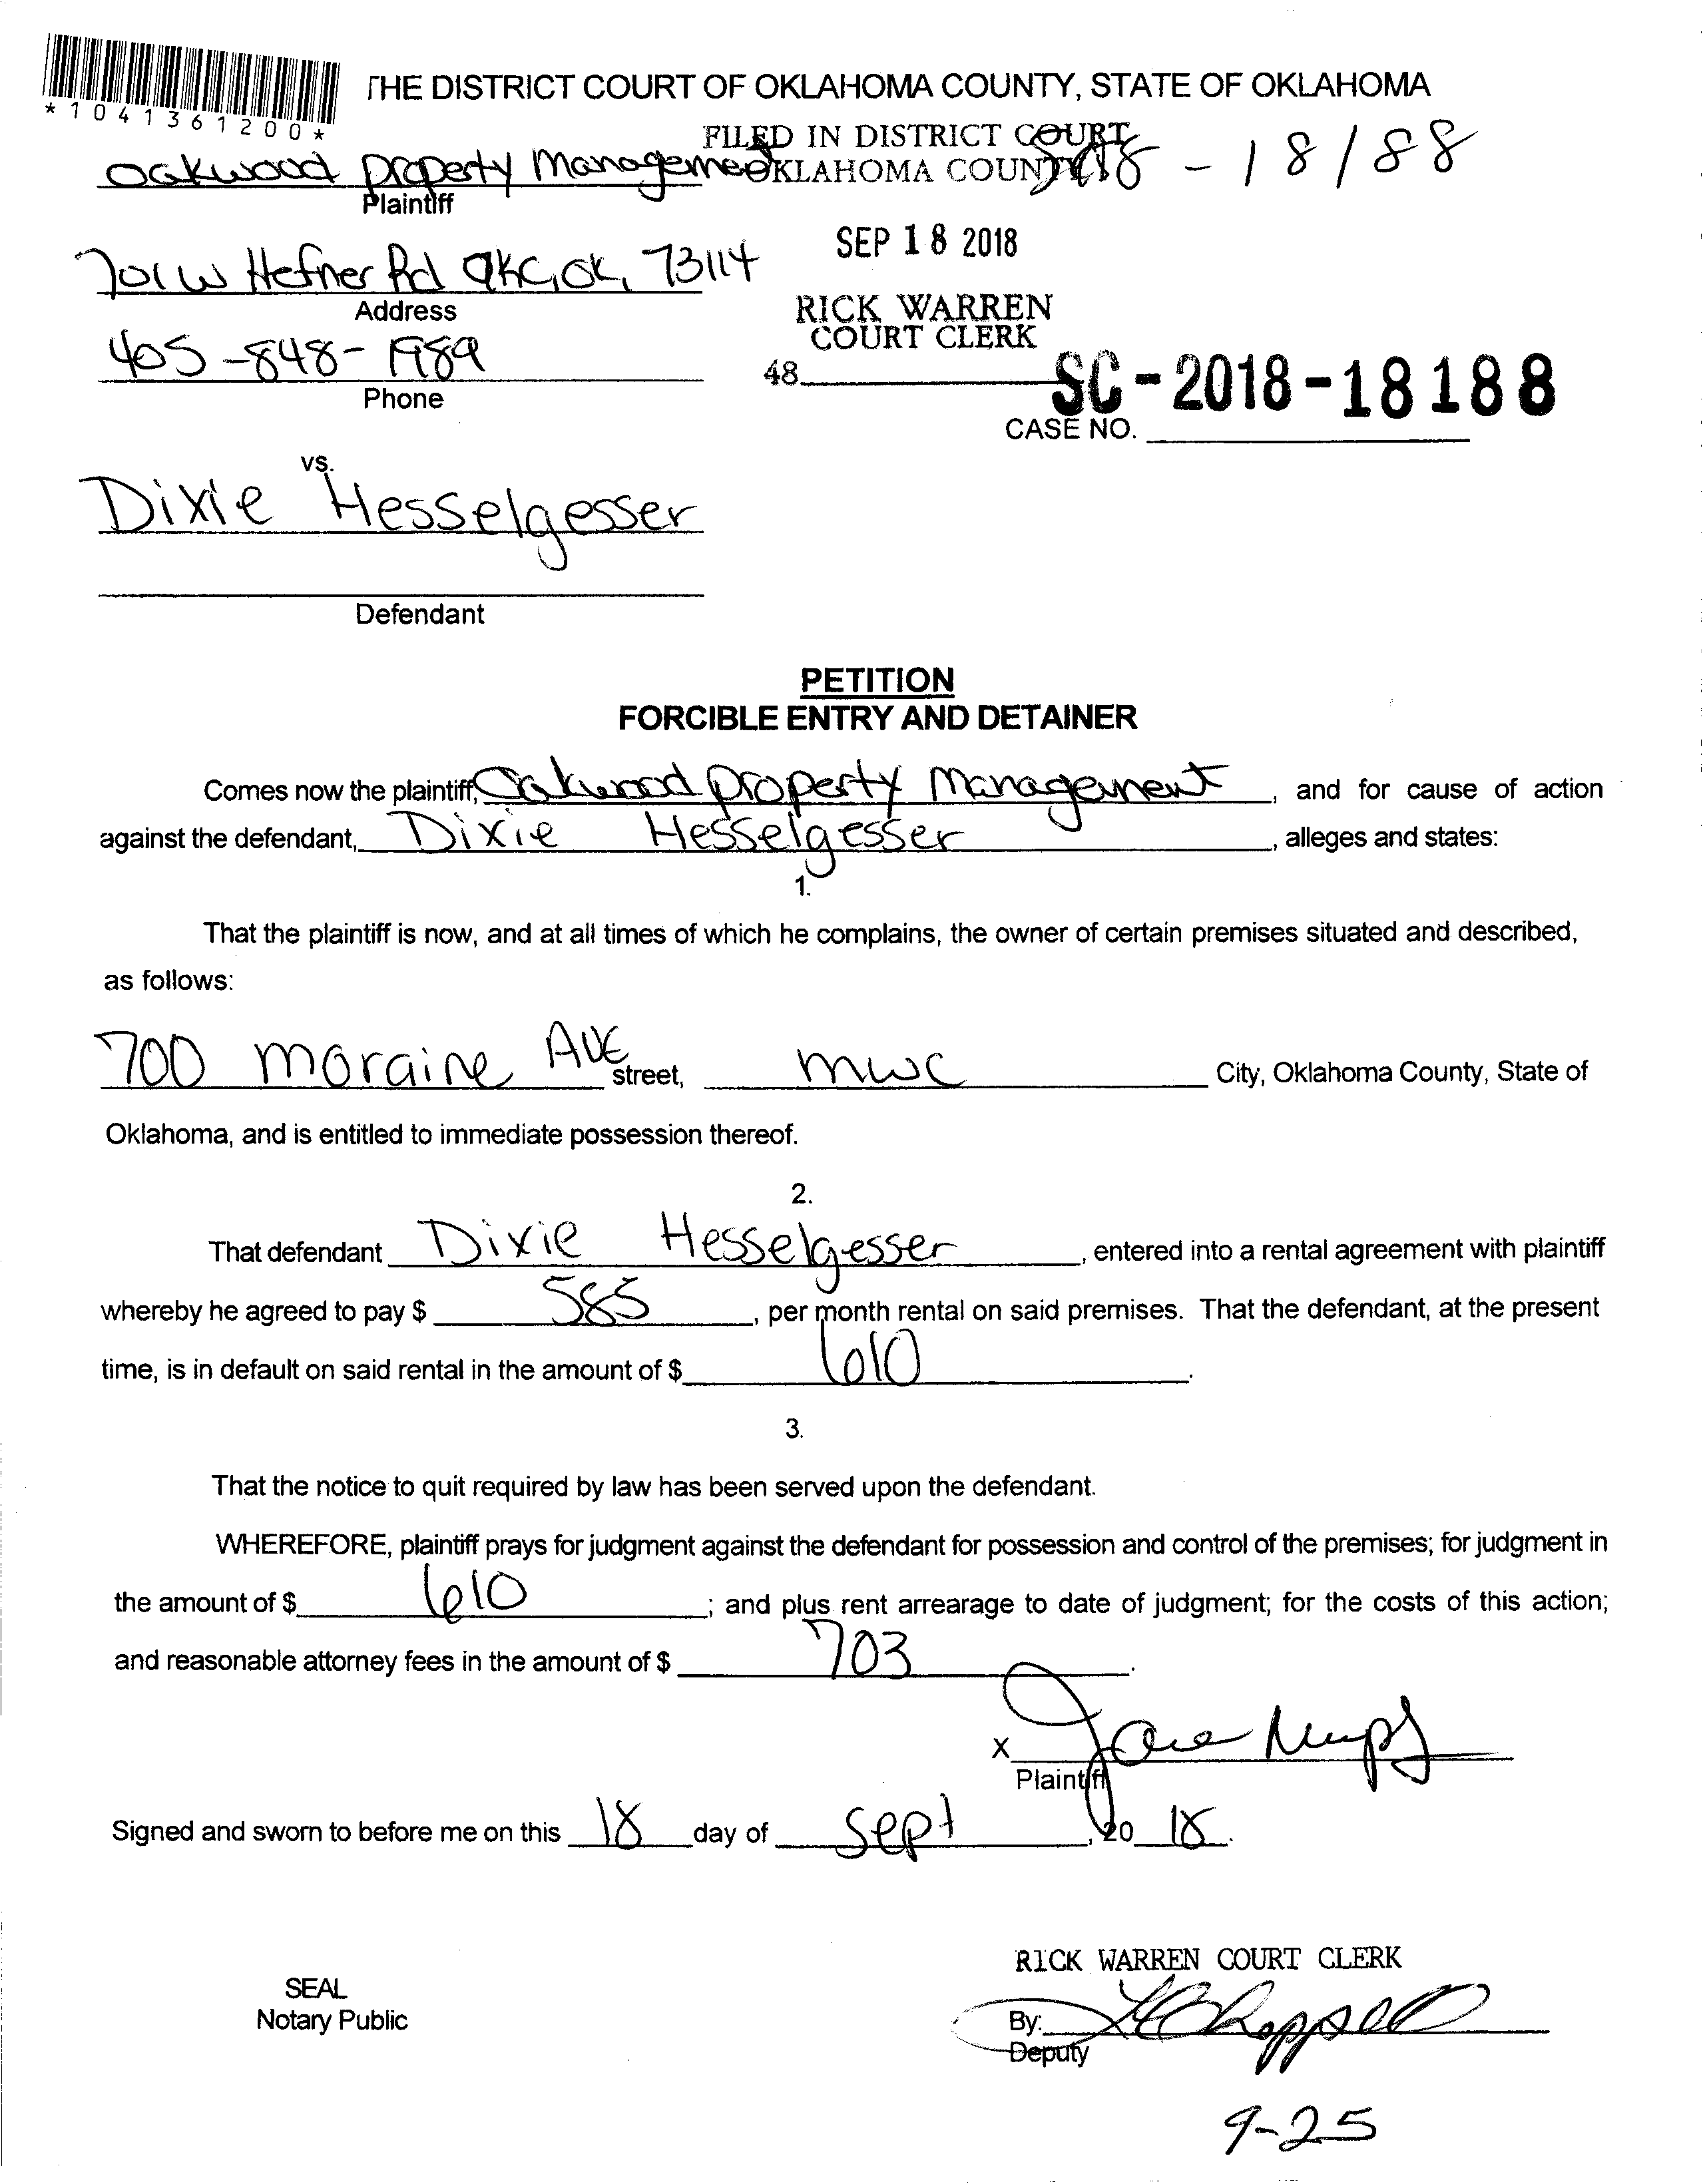 *1041361200*
THE DISTRICT COURT OF OKLAHOMA COUNTY, STATE OF OKLAHOMA
FILED IN DISTRICT COURT
OKLAHOMA COUNTY
18 - 18188
Oakwood Property Management
Plaintiff
SEP 18 2018
701 W Hefner Rd OKC, OK, 73114
Address
RICK WARREN
COURT CLERK
405-848-1989
Phone
48
SC-2018-18188
CASE NO.
vs.
Dixie Hesselgesser
Defendant
PETITION
FORCIBLE ENTRY AND DETAINER
Comes now the plaintiff, Oakwood Property Management, and for cause of action
against the defendant, Dixie Hesselgesser, alleges and states:
1.
That the plaintiff is now, and at all times of which he complains, the owner of certain premises situated and described,
as follows:
700 moraine Ave street, mwc City, Oklahoma County, State of
Oklahoma, and is entitled to immediate possession thereof.
2.
That defendant Dixie Hesselgesser, entered into a rental agreement with plaintiff
whereby he agreed to pay $ 585, per month rental on said premises. That the defendant, at the present
time, is in default on said rental in the amount of $ 610.
3.
That the notice to quit required by law has been served upon the defendant.
WHEREFORE, plaintiff prays for judgment against the defendant for possession and control of the premises; for judgment in
the amount of $ 610; and plus rent arrearage to date of judgment; for the costs of this action;
and reasonable attorney fees in the amount of $ 703.
X
Plaintiff
Signed and sworn to before me on this 18 day of Sept, 20 18.
RICK WARREN COURT CLERK
SEAL
Notary Public
By:
Deputy
9-25